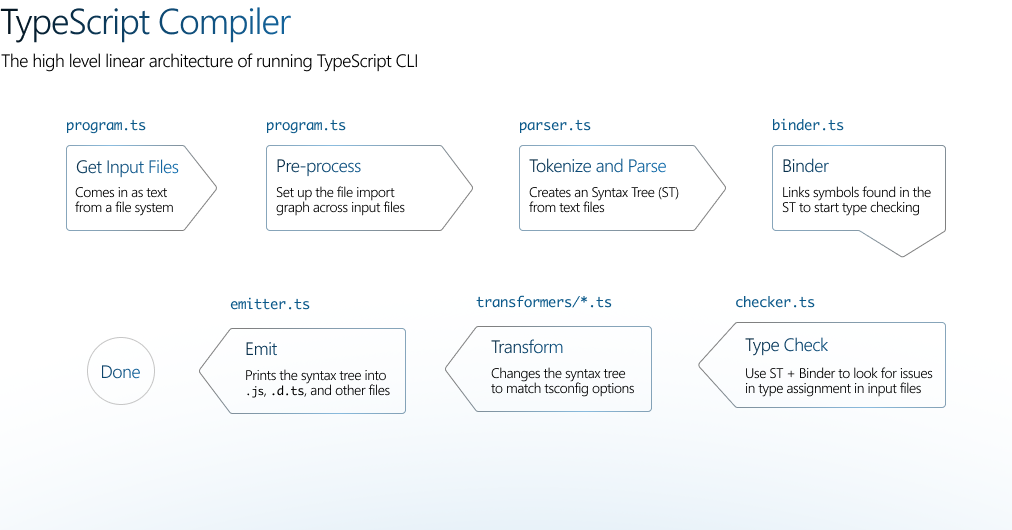 TypeScript Compiler
The high level linear architecture of running TypeScript CLI
program.ts
Get Input Files
Comes in as text
from a file system
program.ts
Pre-process
Set up the file import
graph across input files
parser.ts
Tokenize and Parse
Creates an Syntax Tree (ST)
from text files
binder.ts
Binder
Links symbols found in the
ST to start type checking
checker.ts
Type Check
Use ST + Binder to look for issues
in type assignment in input files
transformers/*.ts
Transform
Changes the syntax tree
to match tsconfig options
emitter.ts
Emit
Prints the syntax tree into
.js, .d.ts, and other files
Done